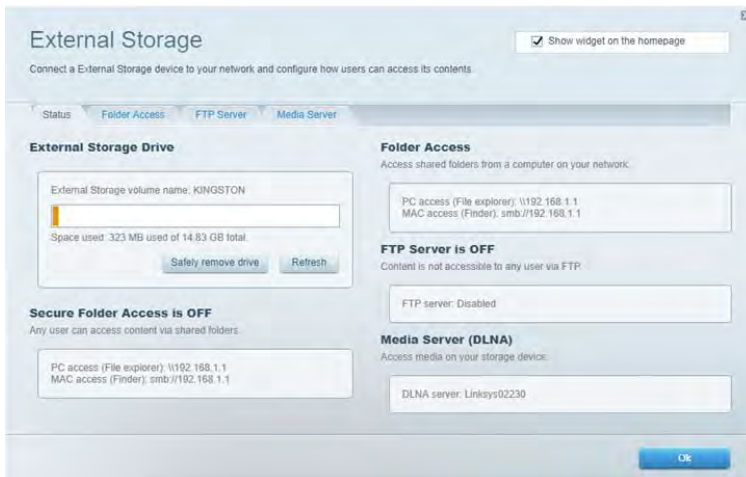 External Storage
Show widget on the homepage
Connect a External Storage device to your network and configure how users can access its contents.
Status
Folder Access
FTP Server
Media Server
External Storage Drive
External Storage volume name: KINGSTON
Space used: 323 MB used of 14.83 GB total.
Safely remove drive
Refresh
Secure Folder Access is OFF
Any user can access content via shared folders.
PC access (File explorer): \\192.168.1.1
MAC access (Finder): smb://192.168.1.1
Folder Access
Access shared folders from a computer on your network.
PC access (File explorer): \\192.168.1.1
MAC access (Finder): smb://192.168.1.1
FTP Server is OFF
Content is not accessible to any user via FTP.
FTP server: Disabled
Media Server (DLNA)
Access media on your storage device.
DLNA server: Linksys02230
Ok